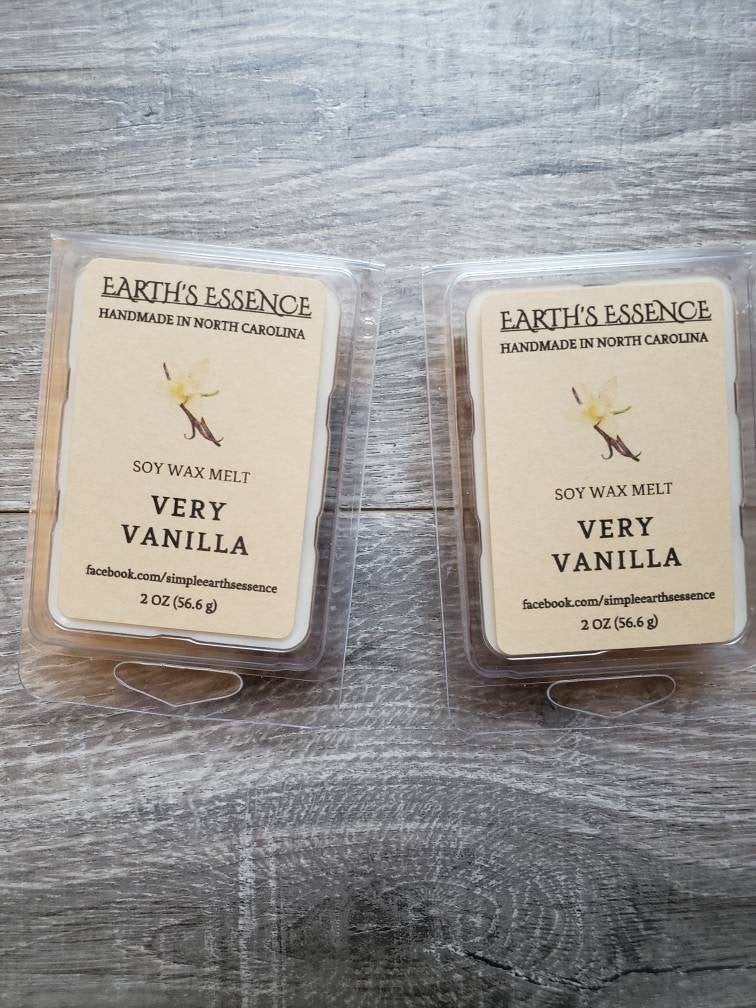 EARTH'S ESSENCE
HANDMADE IN NORTH CAROLINA
SOY WAX MELT
VERY
VANILLA
facebook.com/simpleearthsessence
2 OZ (56.6 g)
EARTH'S ESSENCE
HANDMADE IN NORTH CAROLINA
SOY WAX MELT
VERY
VANILLA
facebook.com/simpleearthsessence
2 OZ (56.6 g)